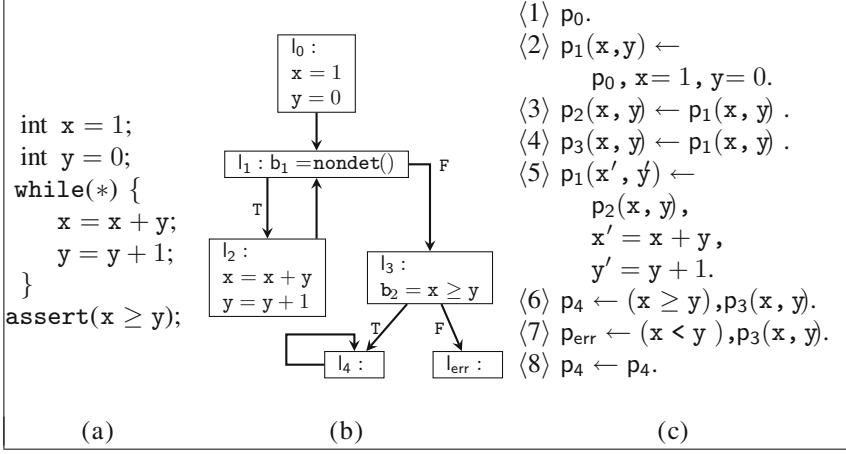 int x = 1;
int y = 0;
while(*) {
x = x + y;
y = y + 1;
}
assert(x ≥ y);
(a)
l₀ :
x = 1
y = 0
l₁ : b₁ = nondet()
T
F
l₂ :
x = x + y
y = y + 1
l₃ :
b₂ = x ≥ y
T
F
l₄ :
l_err :
(b)
⟨1⟩ p₀.
⟨2⟩ p₁(x,y) ←
p₀, x = 1, y = 0.
⟨3⟩ p₂(x, y) ← p₁(x, y) .
⟨4⟩ p₃(x, y) ← p₁(x, y) .
⟨5⟩ p₁(x′, y′) ←
p₂(x, y),
x′ = x + y,
y′ = y + 1.
⟨6⟩ p₄ ← (x ≥ y) ,p₃(x, y).
⟨7⟩ p_err ← (x < y ) ,p₃(x, y).
⟨8⟩ p₄ ← p₄.
(c)